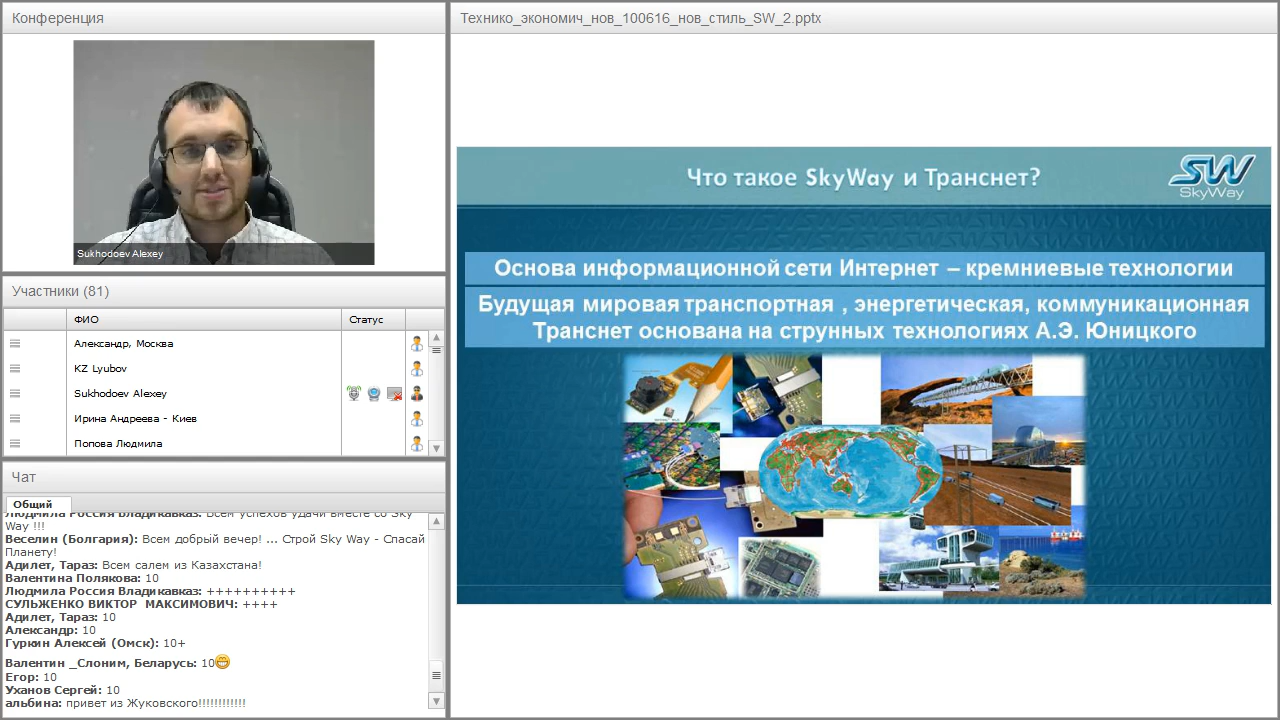 Конференция
Sukhodoev Alexey
Участники (81)
ФИО
Статус
Александр, Москва
KZ Lyubov
Sukhodoev Alexey
Ирина Андреева - Киев
Попова Людмила
Чат
Общий
Людмила Россия Владикавказ: Всем успехов удачи вместе со Sky
Way !!!
Веселин (Болгария): Всем добрый вечер! ... Строй Sky Way - Спасай
Планету!
Адилет, Тараз: Всем салем из Казахстана!
Валентина Полякова: 10
Людмила Россия Владикавказ: ++++++++++
СУЛЬЖЕНКО ВИКТОР МАКСИМОВИЧ: ++++
Адилет, Тараз: 10
Александр: 10
Гуркин Алексей (Омск): 10+
Валентин _Слоним, Беларусь: 10
Егор: 10
Уханов Сергей: 10
альбина: привет из Жуковского!!!!!!!!!!!!
Технико_экономич_нов_100616_нов_стиль_SW_2.pptx
Что такое SkyWay и Транснет?
SW
SkyWay
Основа информационной сети Интернет – кремниевые технологии
Будущая мировая транспортная , энергетическая, коммуникационная
Транснет основана на струнных технологиях А.Э. Юницкого